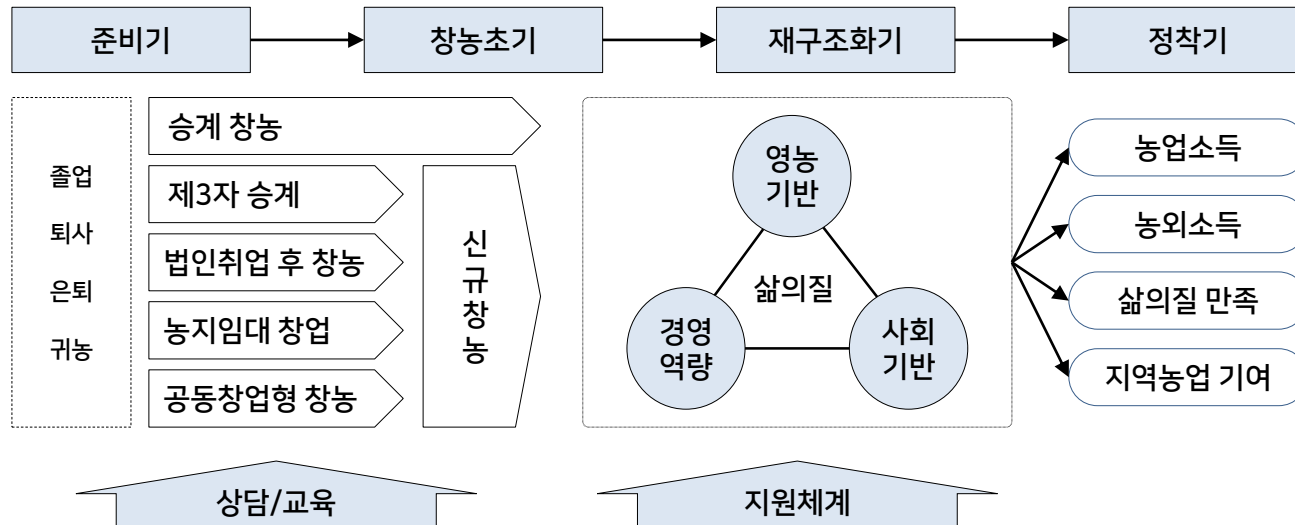 준비기
창농초기
재구조화기
정착기
졸업
퇴사
은퇴
귀농
승계 창농
제3자 승계
법인취업 후 창농
농지임대 창업
공동창업형 창농
신
규
창
농
영농
기반
삶의질
경영
역량
사회
기반
농업소득
농외소득
삶의질 만족
지역농업 기여
상담/교육
지원체계